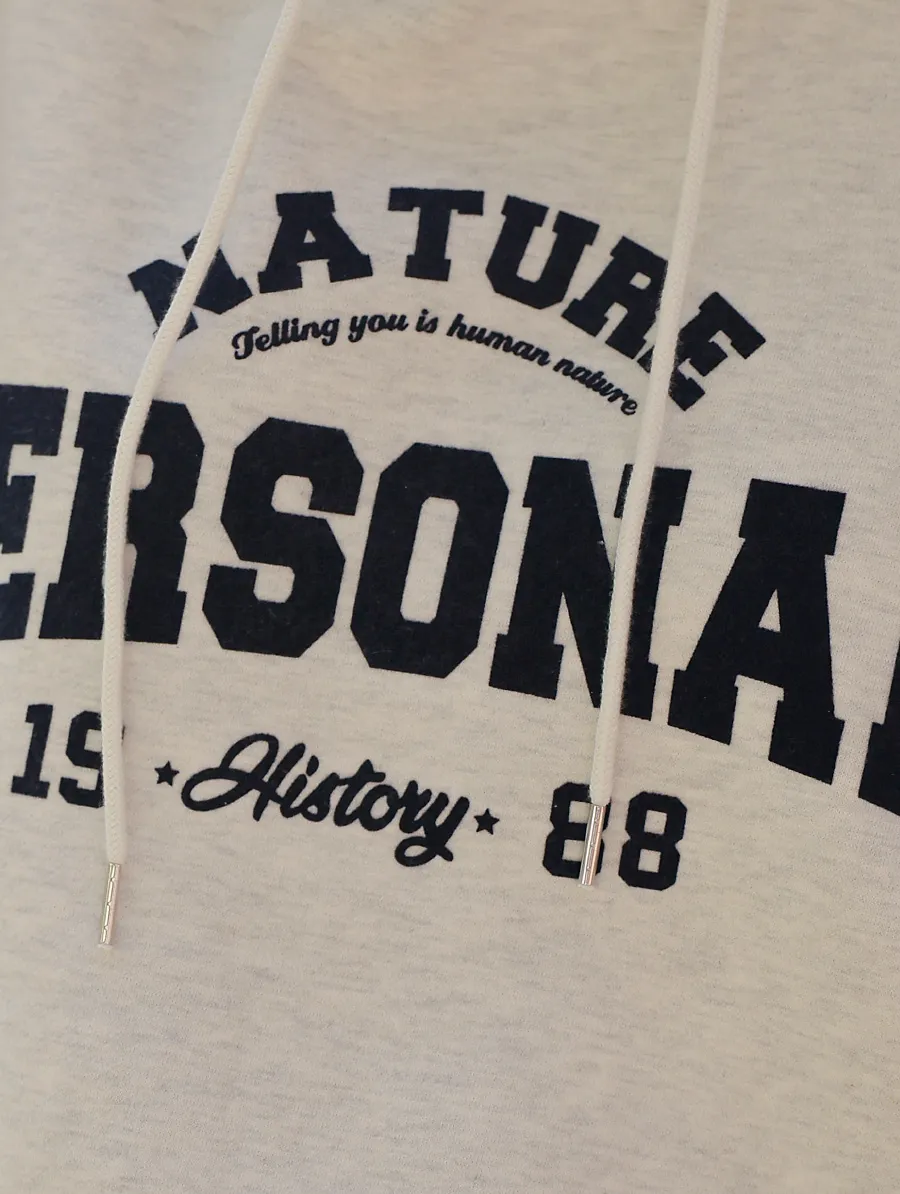 NATURE
Telling you is human nature
ERSONA
19 History 88